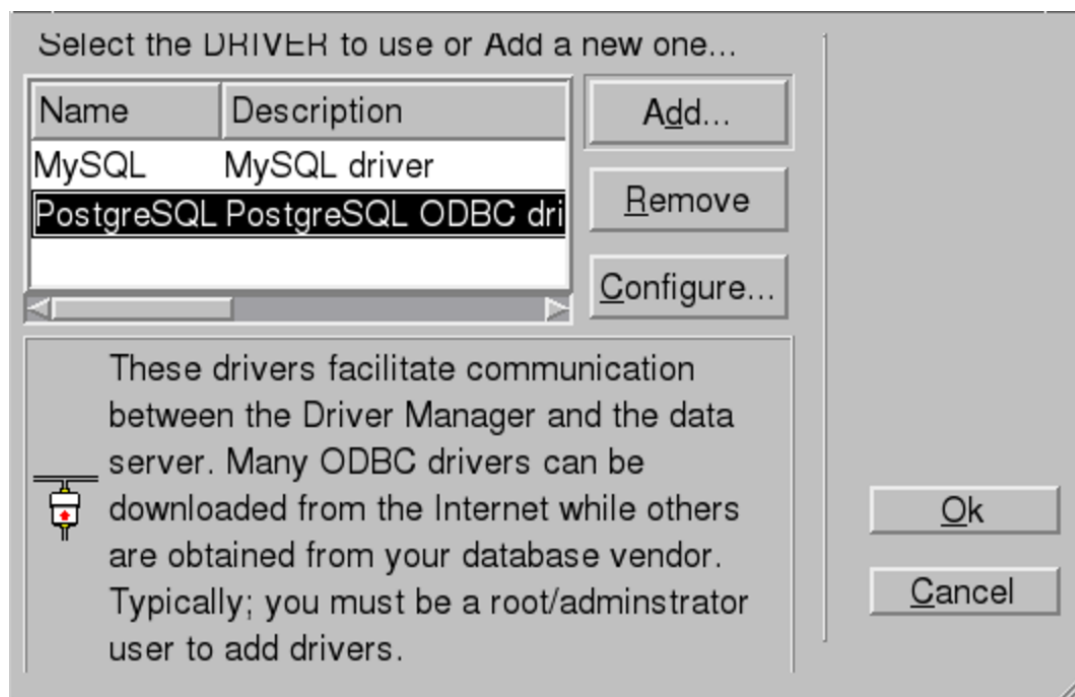 Select the DRIVER to use or Add a new one...
Name Description
MySQL MySQL driver
PostgreSQL PostgreSQL ODBC dri
Add...
Remove
Configure...
These drivers facilitate communication
between the Driver Manager and the data
server. Many ODBC drivers can be
downloaded from the Internet while others
are obtained from your database vendor.
Typically; you must be a root/adminstrator
user to add drivers.
Ok
Cancel